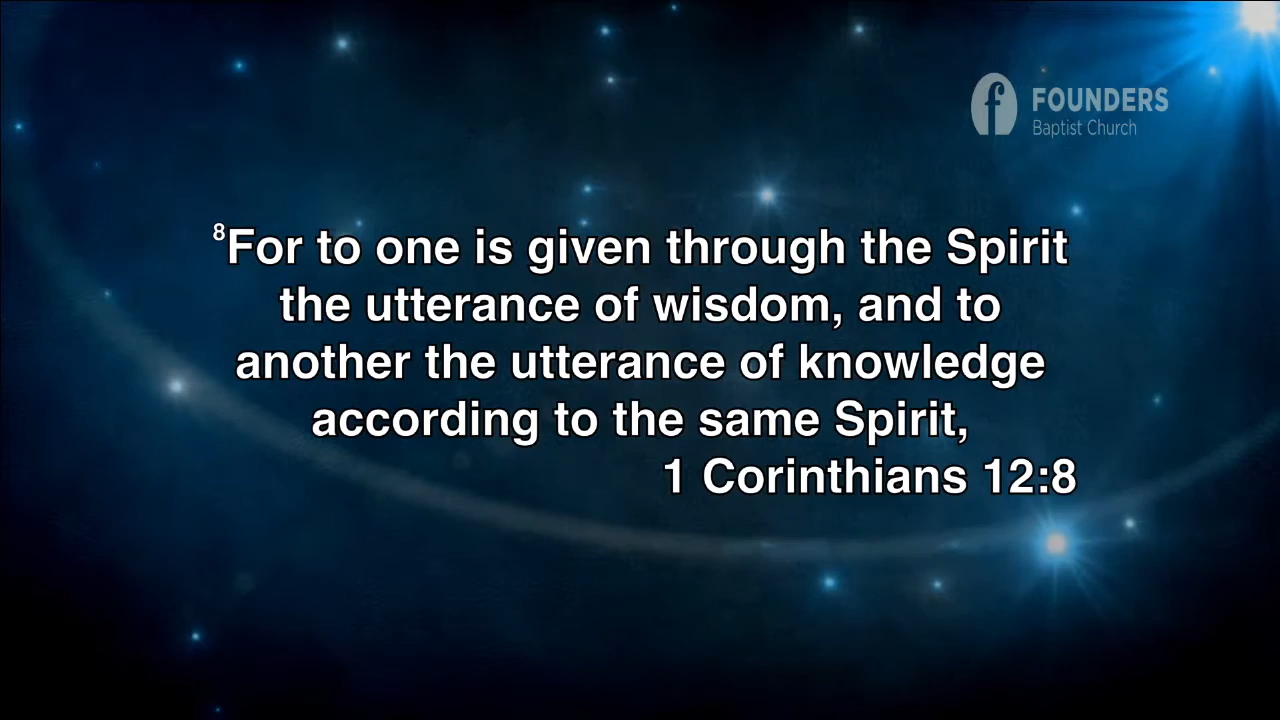 FOUNDERS
Baptist Church
⁸For to one is given through the Spirit
the utterance of wisdom, and to
another the utterance of knowledge
according to the same Spirit,
1 Corinthians 12:8